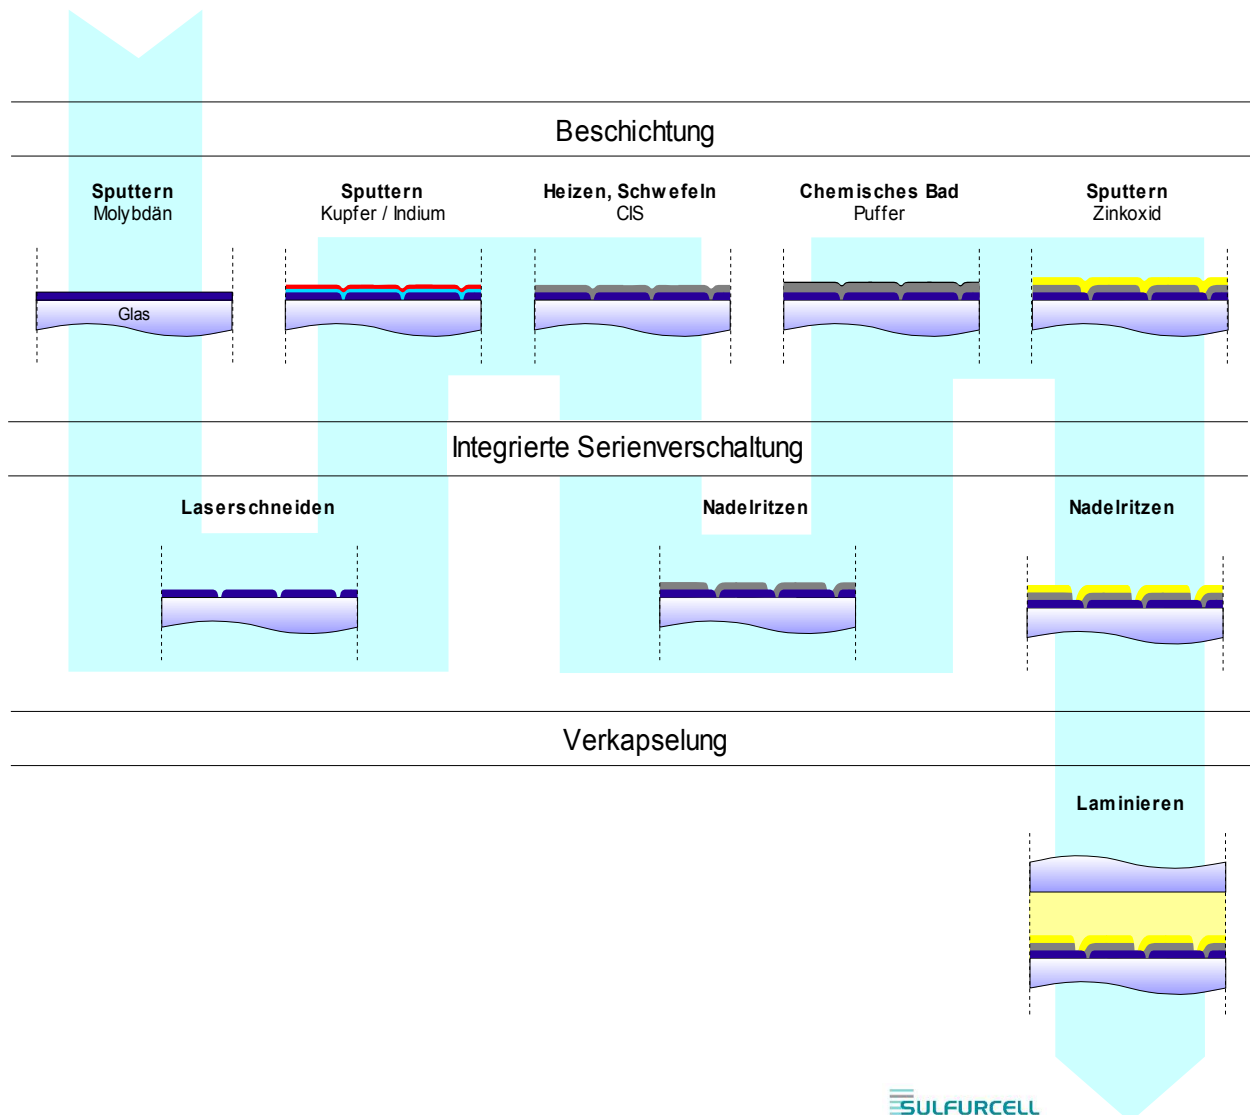 Beschichtung
Sputtern
Molybdän
Sputtern
Kupfer / Indium
Heizen, Schwefeln
CIS
Chemisches Bad
Puffer
Sputtern
Zinkoxid
Glas
Integrierte Serienverschaltung
Laserschneiden
Nadelritzen
Nadelritzen
Verkapselung
Laminieren
SULFURCELL